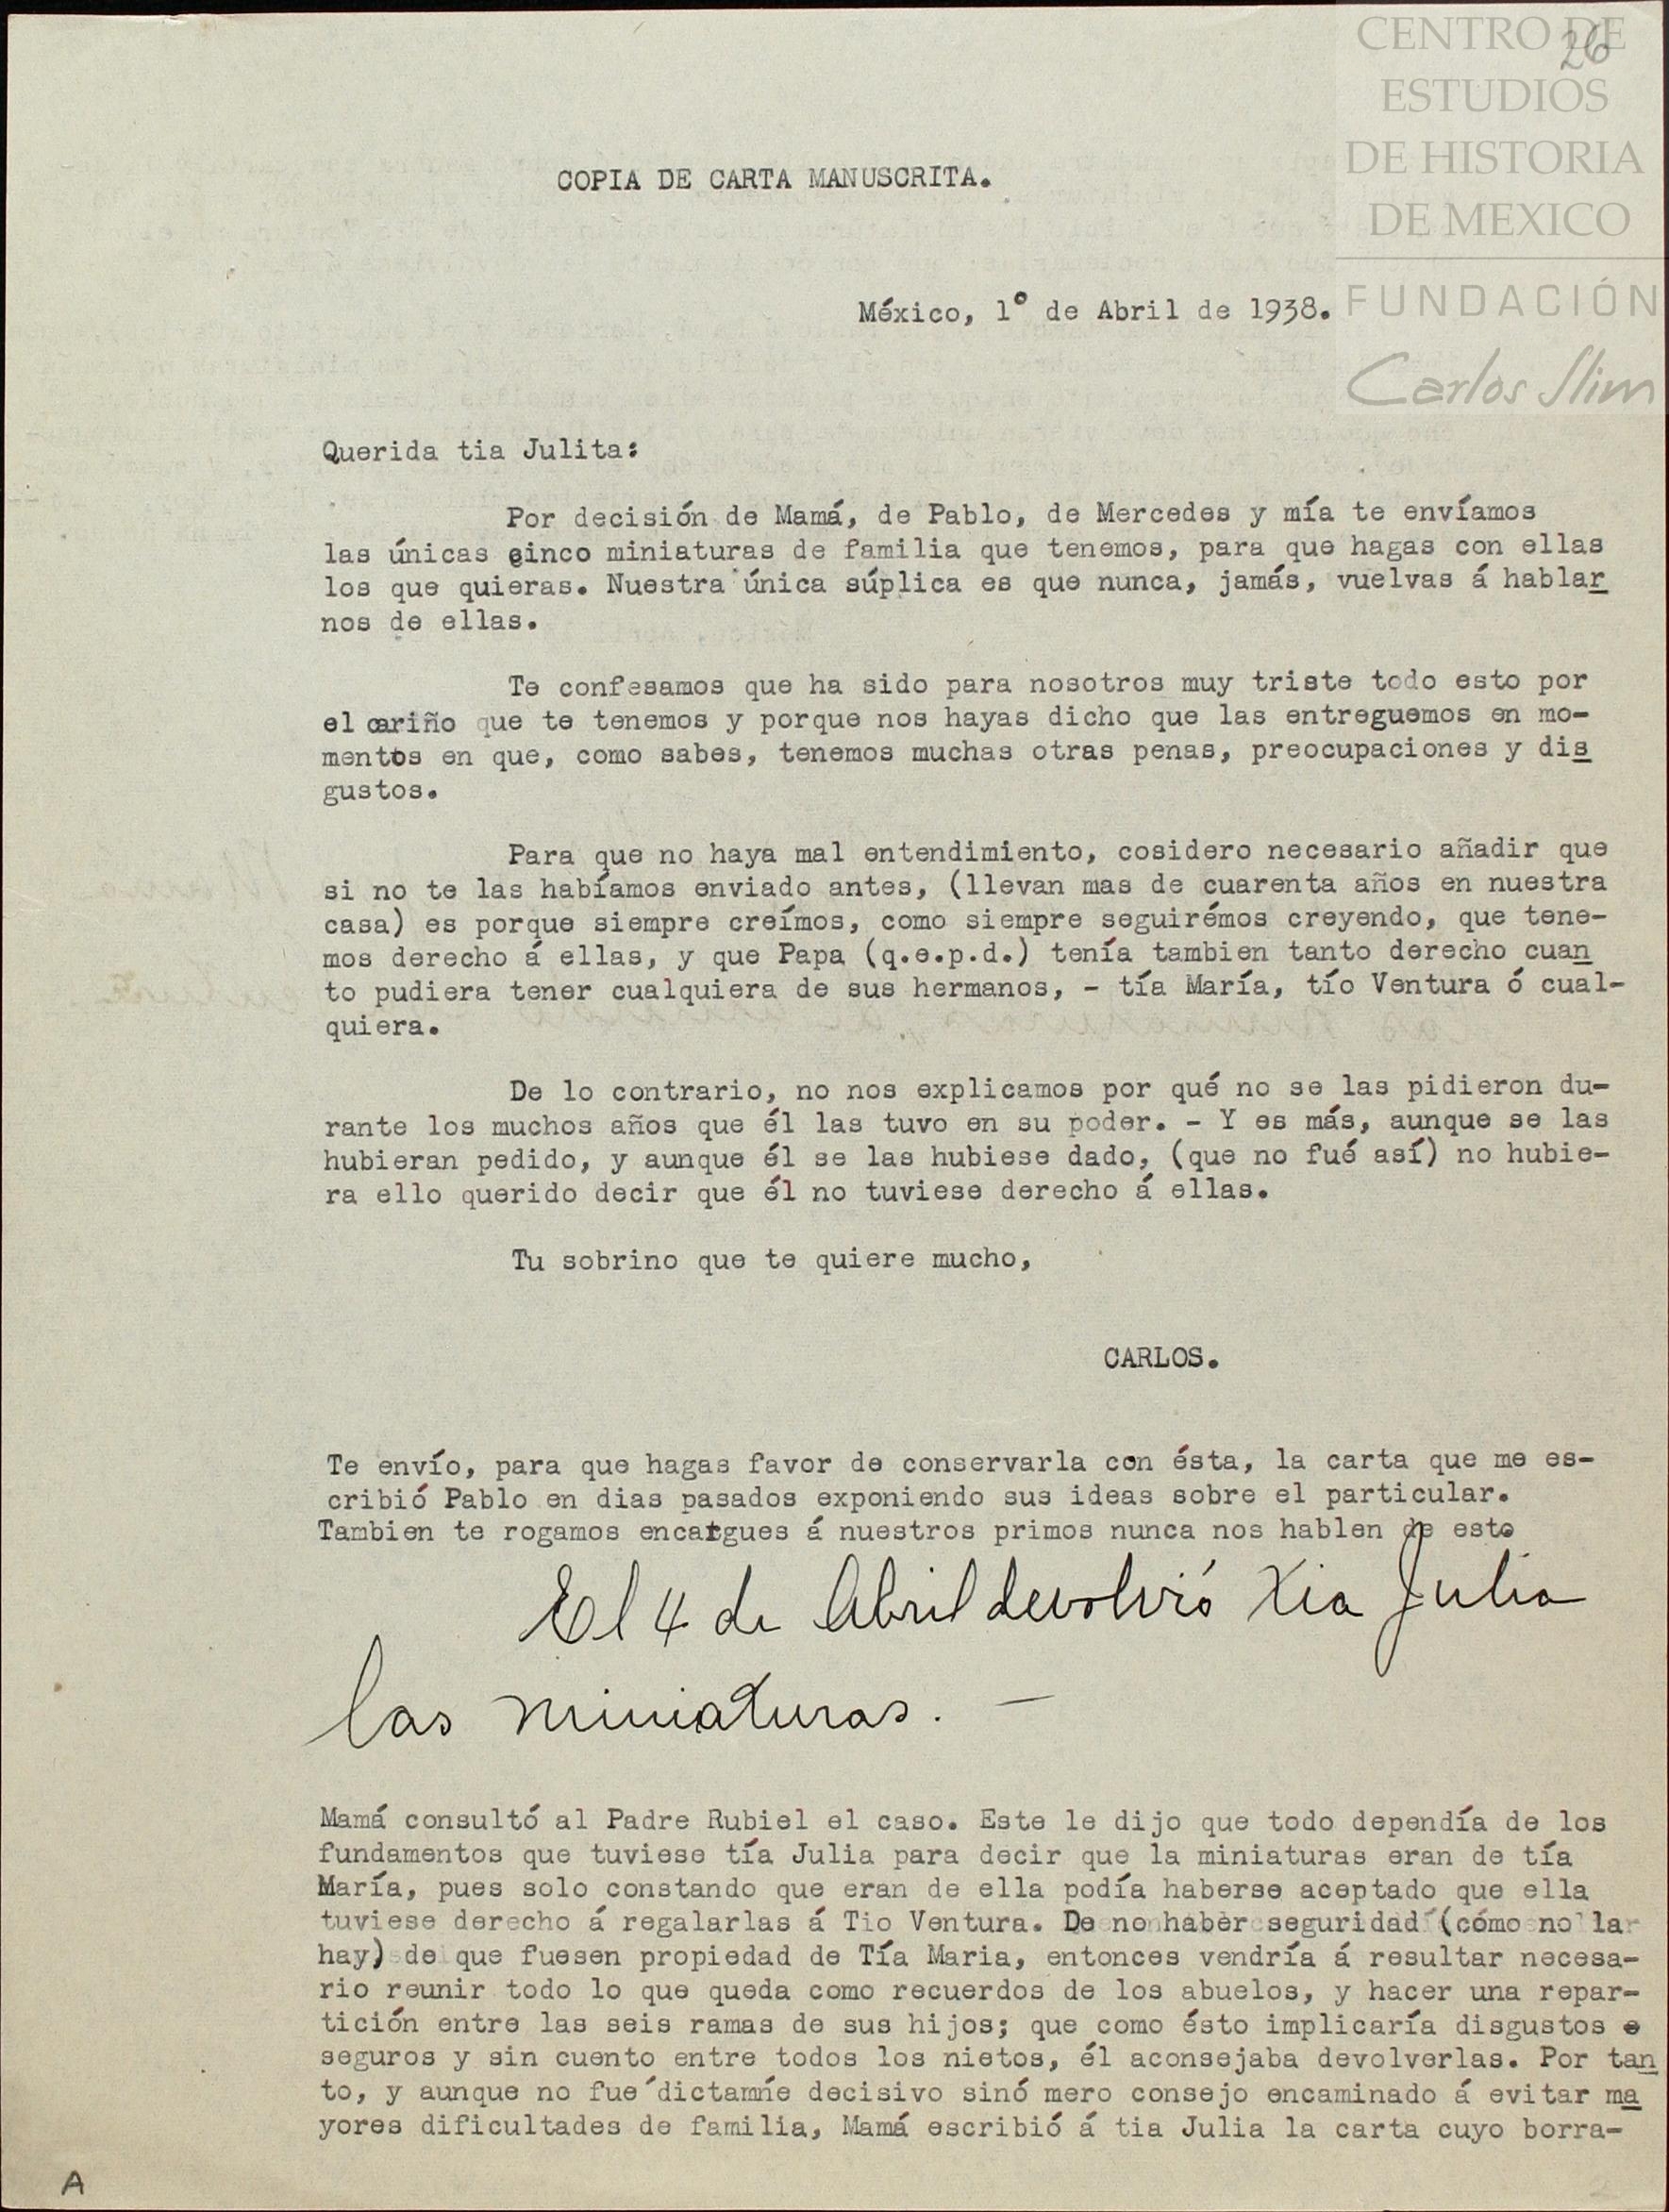 CENTRO DE
ESTUDIOS
DE HISTORIA
DE MEXICO
FUNDACIÓN
Carlos Slim
26
COPIA DE CARTA MANUSCRITA.
México, 1º de Abril de 1938.
Querida tia Julita:
Por decisión de Mamá, de Pablo, de Mercedes y mía te envíamos
las únicas cinco miniaturas de familia que tenemos, para que hagas con ellas
los que quieras. Nuestra única súplica es que nunca, jamás, vuelvas á hablar
nos de ellas.
Te confesamos que ha sido para nosotros muy triste todo esto por
el cariño que te tenemos y porque nos hayas dicho que las entreguemos en mo-
mentos en que, como sabes, tenemos muchas otras penas, preocupaciones y dis
gustos.
Para que no haya mal entendimiento, cosidero necesario añadir que
si no te las habíamos enviado antes, (llevan mas de cuarenta años en nuestra
casa) es porque siempre creímos, como siempre seguirémos creyendo, que tene-
mos derecho á ellas, y que Papa (q.e.p.d.) tenía tambien tanto derecho cuan
to pudiera tener cualquiera de sus hermanos, - tía María, tío Ventura ó cual-
quiera.
De lo contrario, no nos explicamos por qué no se las pidieron du-
rante los muchos años que él las tuvo en su poder. - Y es más, aunque se las
hubieran pedido, y aunque él se las hubiese dado, (que no fué así) no hubie-
ra ello querido decir que él no tuviese derecho á ellas.
Tu sobrino que te quiere mucho,
CARLOS.
Te envío, para que hagas favor de conservarla con ésta, la carta que me es-
cribió Pablo en dias pasados exponiendo sus ideas sobre el particular.
Tambien te rogamos encargues á nuestros primos nunca nos hablen de esto
El 4 de Abril devolvió tia Julia
las miniaturas. —
Mamá consultó al Padre Rubiel el caso. Este le dijo que todo dependía de los
fundamentos que tuviese tía Julia para decir que la miniaturas eran de tía
María, pues solo constando que eran de ella podía haberse aceptado que ella
tuviese derecho á regalarlas á Tio Ventura. De no haber seguridad (cómo no la
hay) de que fuesen propiedad de Tía Maria, entonces vendría á resultar necesa-
rio reunir todo lo que queda como recuerdos de los abuelos, y hacer una repar-
tición entre las seis ramas de sus hijos; que como ésto implicaría disgustos e
seguros y sin cuento entre todos los nietos, él aconsejaba devolverlas. Por tan
to, y aunque no fue dictamne decisivo sinó mero consejo encaminado á evitar ma
yores dificultades de familia, Mamá escribió á tia Julia la carta cuyo borra-
A